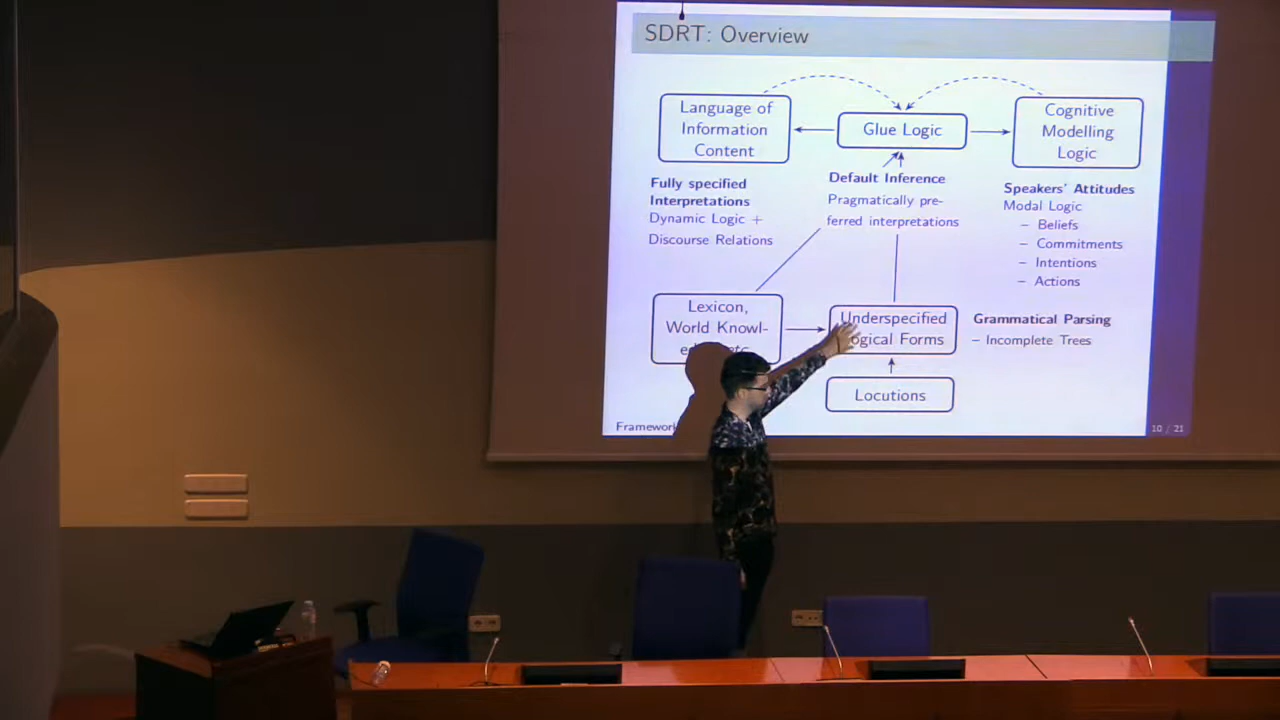 SDRT: Overview
Language of
Information
Content
Glue Logic
Cognitive
Modelling
Logic
Fully specified
Interpretations
Dynamic Logic +
Discourse Relations
Default Inference
Pragmatically pre-
ferred interpretations
Speakers' Attitudes
Modal Logic
– Beliefs
– Commitments
– Intentions
– Actions
Lexicon,
World Knowl-
etc.
Underspecified
Logical Forms
Grammatical Parsing
– Incomplete Trees
Locutions
Framework
10 / 21